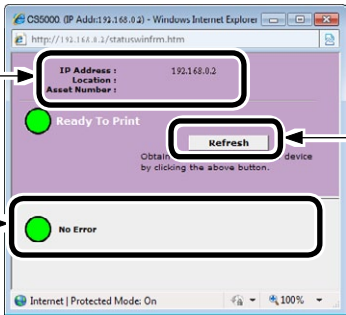 CS5000 (IP Addr:192.168.0.2) - Windows Internet Explorer
http://192.168.0.2/statuswinfrm.htm
IP Address : 192.168.0.2
Location :
Asset Number :
Ready To Print
Refresh
Obtain device
by clicking the above button.
No Error
Internet | Protected Mode: On 100%